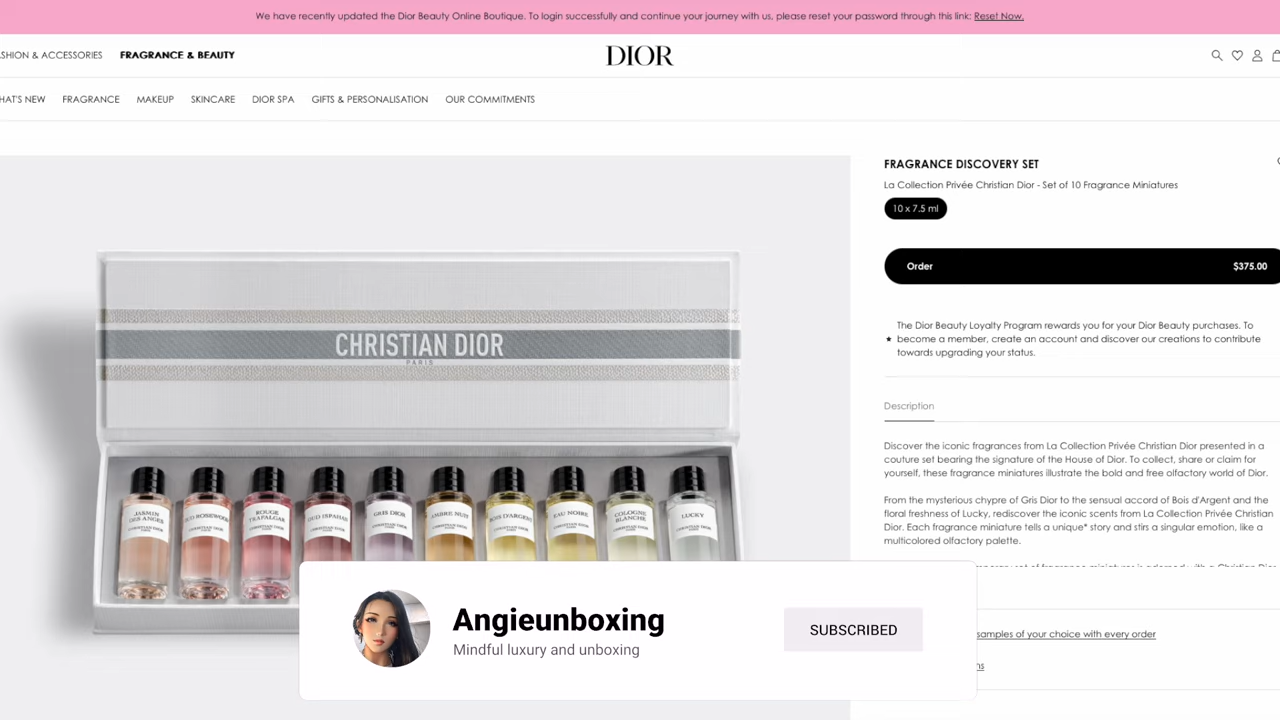 We have recently updated the Dior Beauty Online Boutique. To login successfully and continue your journey with us, please reset your password through this link: Reset Now.
SHION & ACCESSORIES FRAGRANCE & BEAUTY
DIOR
HAT'S NEW FRAGRANCE MAKEUP SKINCARE DIOR SPA GIFTS & PERSONALISATION OUR COMMITMENTS
FRAGRANCE DISCOVERY SET
La Collection Privée Christian Dior - Set of 10 Fragrance Miniatures
10 x 7.5 ml
Order $375.00
The Dior Beauty Loyalty Program rewards you for your Dior Beauty purchases. To
become a member, create an account and discover our creations to contribute
towards upgrading your status.
Description
Discover the iconic fragrances from La Collection Privée Christian Dior presented in a
couture set bearing the signature of the House of Dior. To collect, share or claim for
yourself, these fragrance miniatures illustrate the bold and free olfactory world of Dior.
From the mysterious chypre of Gris Dior to the sensual accord of Bois d'Argent and the
floral freshness of Lucky, rediscover the iconic scents from La Collection Privée Christian
Dior. Each fragrance miniature tells a unique* story and stirs a singular emotion, like a
multicolored olfactory palette.
samples of your choice with every order
ns
CHRISTIAN DIOR
PARIS
JASMIN
DES ANGES
OUD ROSEWOOD
ROUGE
TRAFALGAR
OUD ISPAHAN
GRIS DIOR
AMBRE NUIT
BOIS D'ARGENT
EAU NOIRE
COLOGNE
BLANCHE
LUCKY
Angieunboxing
Mindful luxury and unboxing
SUBSCRIBED